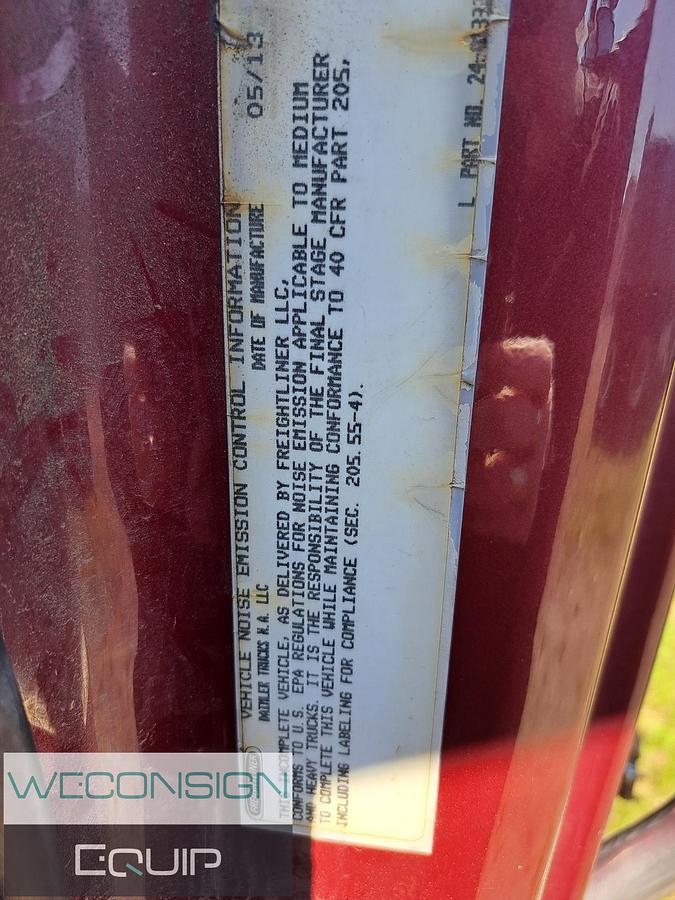 VEHICLE NOISE EMISSION CONTROL INFORMATION
DAIMLER TRUCKS N.A. LLC DATE OF MANUFACTURE 05/13
THIS INCOMPLETE VEHICLE, AS DELIVERED BY FREIGHTLINER LLC,
CONFORMS TO U.S. EPA REGULATIONS FOR NOISE EMISSION APPLICABLE TO MEDIUM
AND HEAVY TRUCKS. IT IS THE RESPONSIBILITY OF THE FINAL STAGE MANUFACTURER
TO COMPLETE THIS VEHICLE WHILE MAINTAINING CONFORMANCE TO 40 CFR PART 205,
INCLUDING LABELING FOR COMPLIANCE (SEC. 205.55-4).
L PART NO.
WECONSIGN
EQUIP